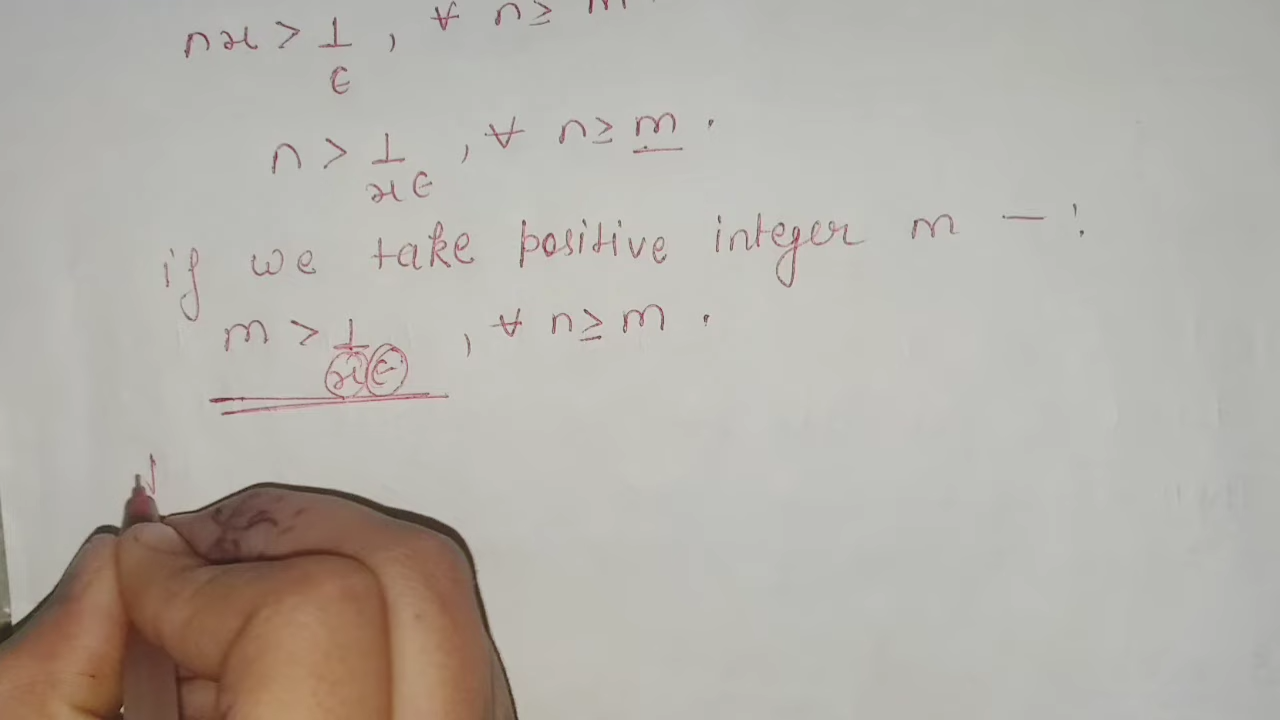 nx > 1/ε , ∀ n ≥ m
n > 1/xε , ∀ n ≥ m .
if we take positive integer m — :
m > 1/xε , ∀ n ≥ m .